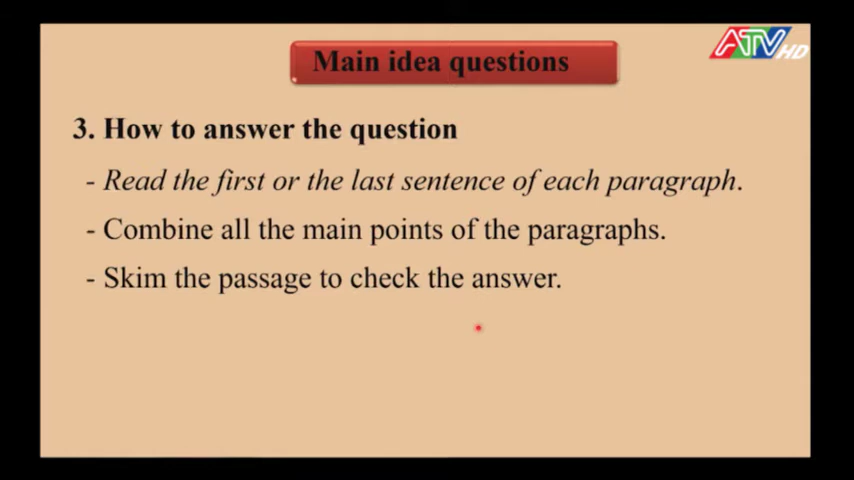 ATV HD
Main idea questions
3. How to answer the question
- Read the first or the last sentence of each paragraph.
- Combine all the main points of the paragraphs.
- Skim the passage to check the answer.